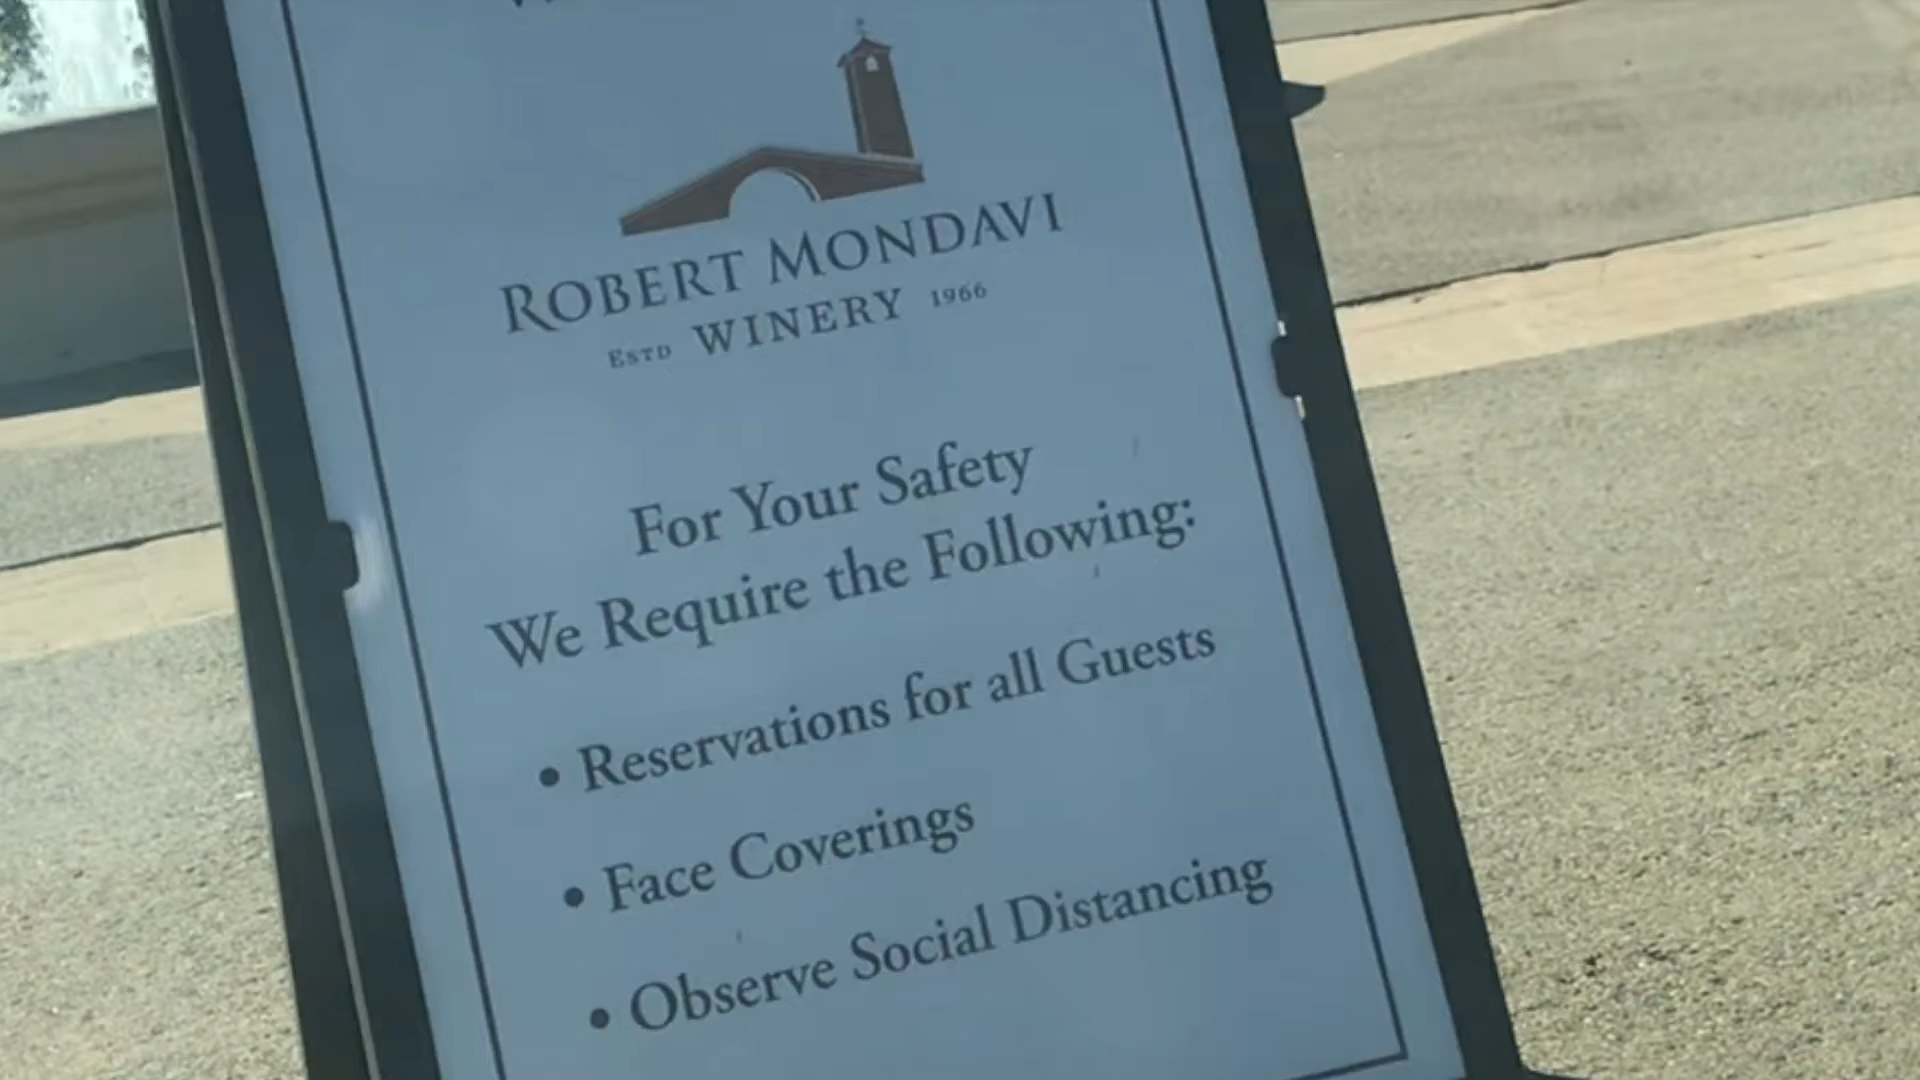 ROBERT MONDAVI
ESTD WINERY 1966
For Your Safety
We Require the Following:
• Reservations for all Guests
• Face Coverings
• Observe Social Distancing